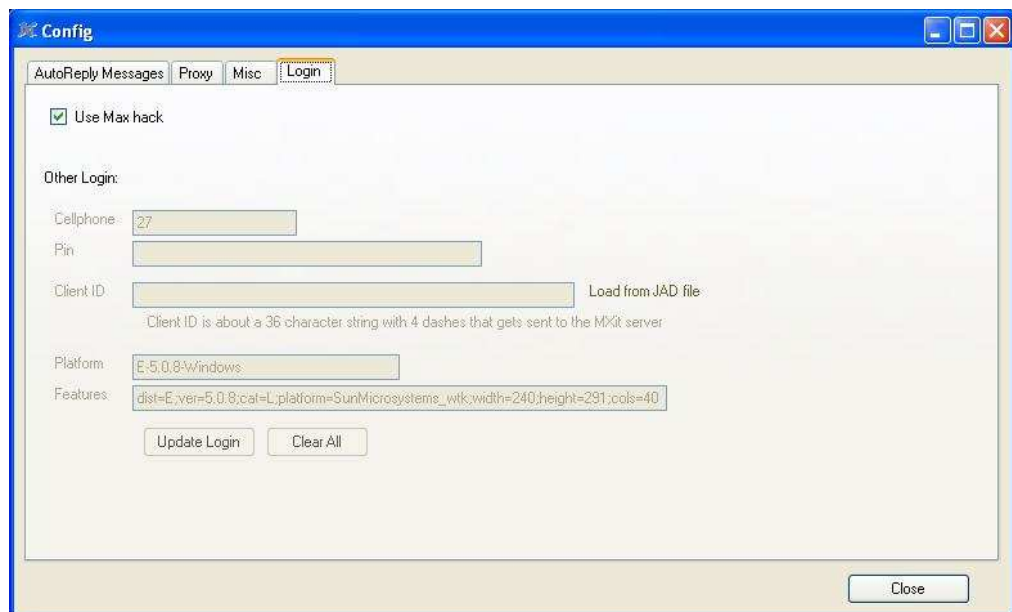 Config
AutoReply Messages Proxy Misc Login
Use Max hack
Other Login:
Cellphone 27
Pin
Client ID Load from JAD file
Client ID is about a 36 character string with 4 dashes that gets sent to the MXit server
Platform E-5.0.8-Windows
Features dist=E;ver=5.0.8;cat=L;platform=SunMicrosystems_wtk;width=240;height=291;cols=40
Update Login Clear All
Close